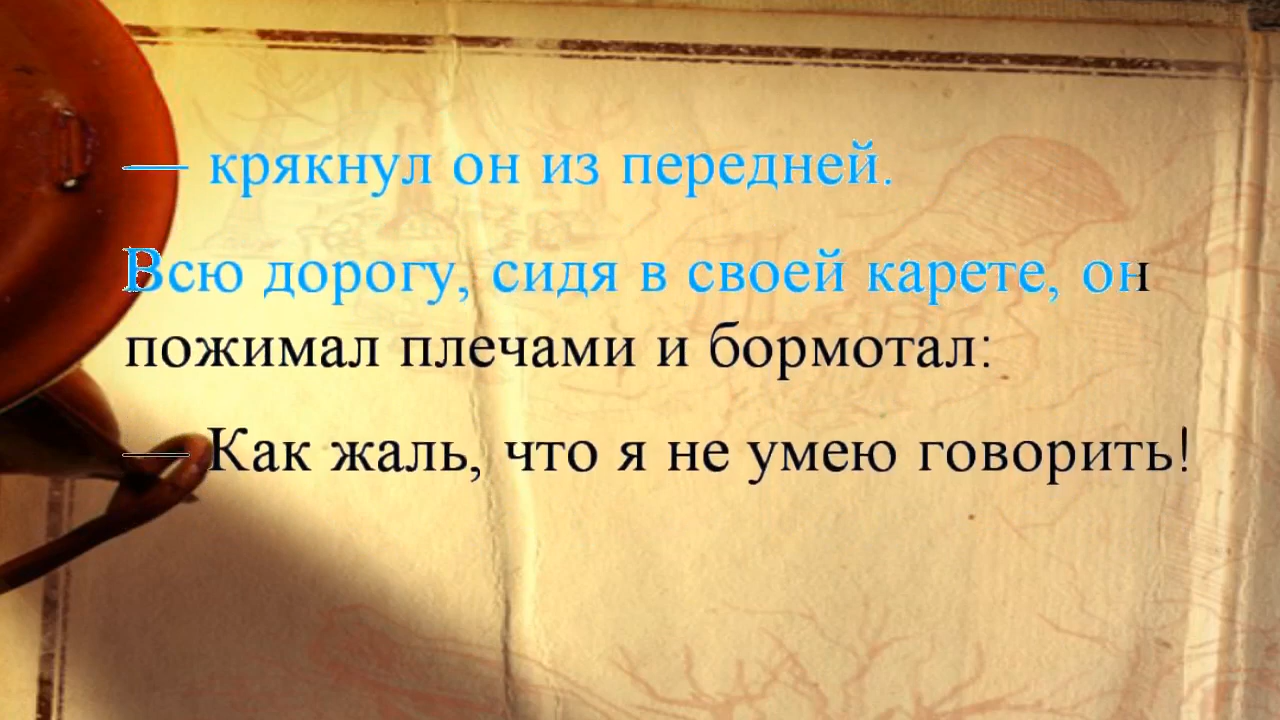 — крякнул он из передней.
Всю дорогу, сидя в своей карете, он
пожимал плечами и бормотал:
— Как жаль, что я не умею говорить!